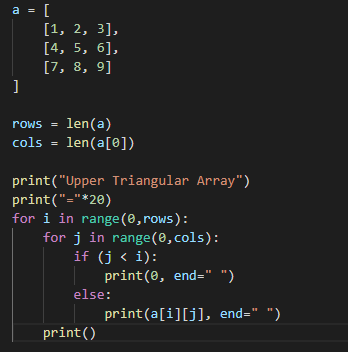 a = [
    [1, 2, 3],
    [4, 5, 6],
    [7, 8, 9]
]

rows = len(a)
cols = len(a[0])

print("Upper Triangular Array")
print("="*20)
for i in range(0,rows):
    for j in range(0,cols):
        if (j < i):
            print(0, end=" ")
        else:
            print(a[i][j], end=" ")
    print()